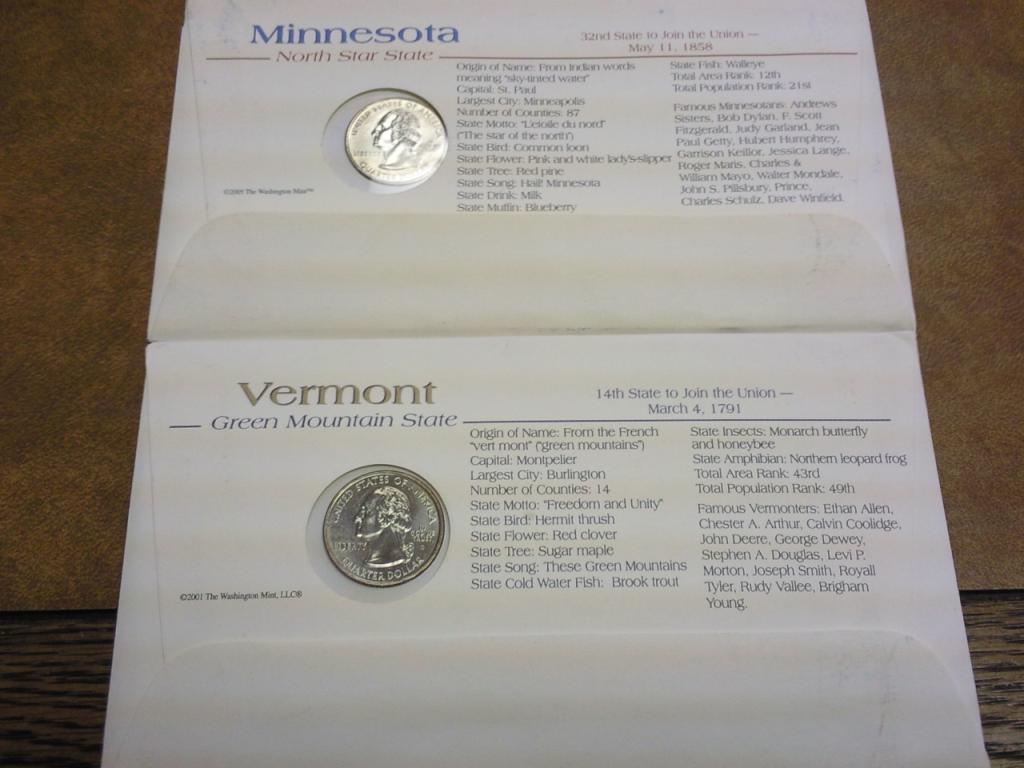 Minnesota
North Star State
32nd State to Join the Union —
May 11, 1858
Origin of Name: From Indian words
meaning "sky-tinted water"
Capital: St. Paul
Largest City: Minneapolis
Number of Counties: 87
State Motto: "L'etoile du nord"
("The star of the north")
State Bird: Common loon
State Flower: Pink and white lady's-slipper
State Tree: Red pine
State Song: Hail! Minnesota
State Drink: Milk
State Muffin: Blueberry
State Fish: Walleye
Total Area Rank: 12th
Total Population Rank: 21st
Famous Minnesotans: Andrews
Sisters, Bob Dylan, F. Scott
Fitzgerald, Judy Garland, Jean
Paul Getty, Hubert Humphrey,
Garrison Keillor, Jessica Lange,
Roger Maris, Charles &
William Mayo, Walter Mondale,
John S. Pillsbury, Prince,
Charles Schulz, Dave Winfield.
UNITED STATES OF AMERICA
LIBERTY
©2005 The Washington Mint™
Vermont
Green Mountain State
14th State to Join the Union —
March 4, 1791
Origin of Name: From the French
"vert mont" ("green mountains")
Capital: Montpelier
Largest City: Burlington
Number of Counties: 14
State Motto: "Freedom and Unity"
State Bird: Hermit thrush
State Flower: Red clover
State Tree: Sugar maple
State Song: These Green Mountains
State Cold Water Fish: Brook trout
State Insects: Monarch butterfly
and honeybee
State Amphibian: Northern leopard frog
Total Area Rank: 43rd
Total Population Rank: 49th
Famous Vermonters: Ethan Allen,
Chester A. Arthur, Calvin Coolidge,
John Deere, George Dewey,
Stephen A. Douglas, Levi P.
Morton, Joseph Smith, Royall
Tyler, Rudy Vallee, Brigham
Young.
UNITED STATES OF AMERICA
LIBERTY
QUARTER DOLLAR
©2001 The Washington Mint, LLC®